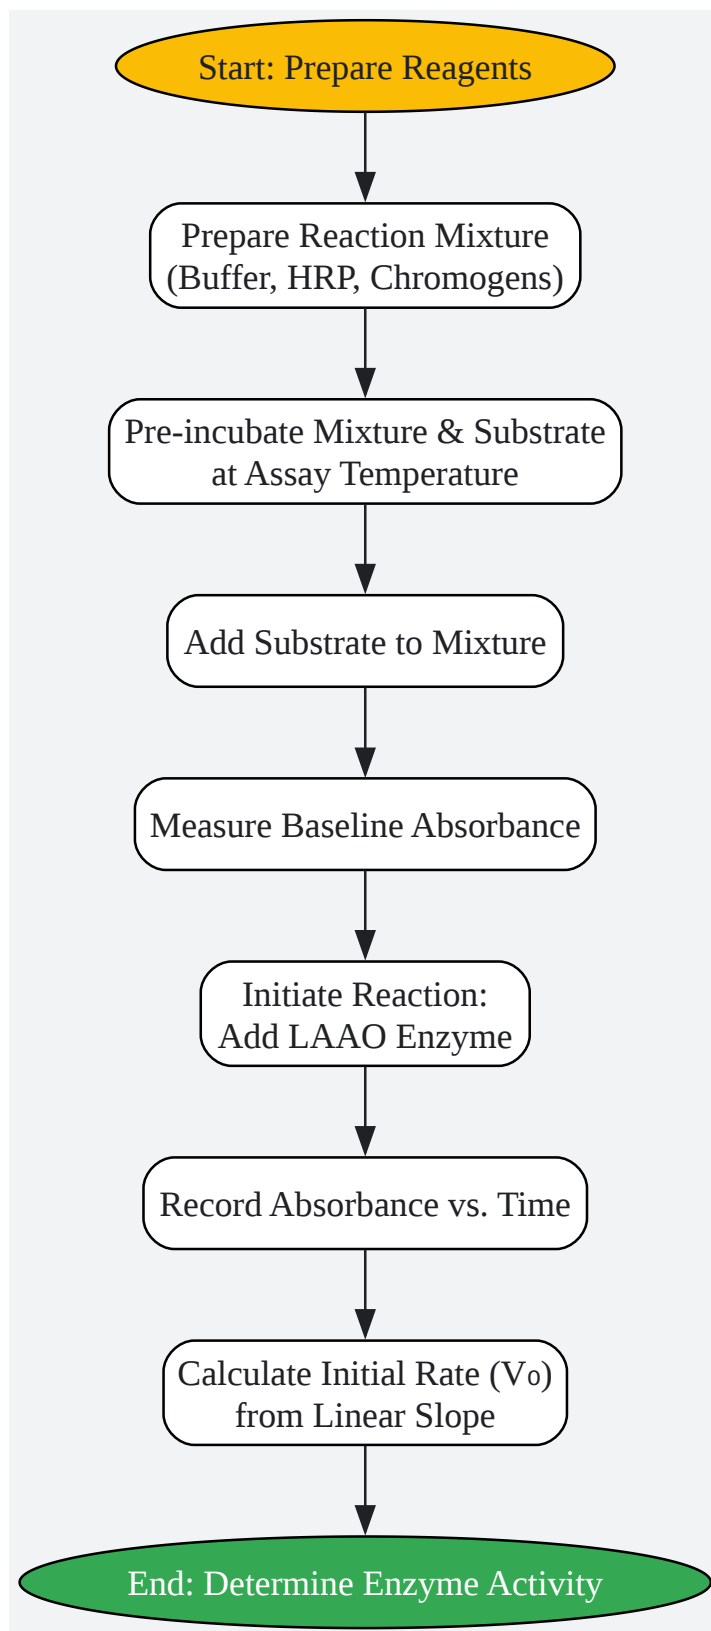 Start: Prepare Reagents
Prepare Reaction Mixture
(Buffer, HRP, Chromogens)
Pre-incubate Mixture & Substrate
at Assay Temperature
Add Substrate to Mixture
Measure Baseline Absorbance
Initiate Reaction:
Add LAAO Enzyme
Record Absorbance vs. Time
Calculate Initial Rate (V₀)
from Linear Slope
End: Determine Enzyme Activity